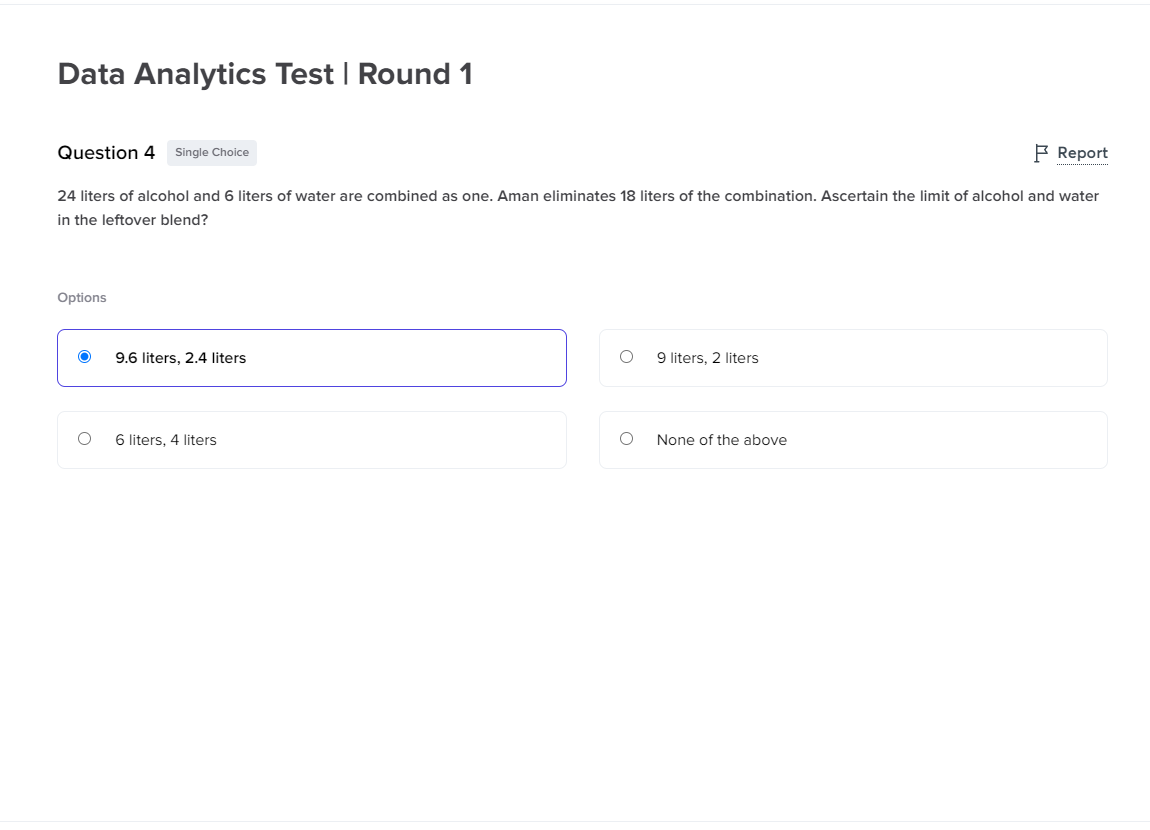 Data Analytics Test | Round 1
Question 4 Single Choice Report
24 liters of alcohol and 6 liters of water are combined as one. Aman eliminates 18 liters of the combination. Ascertain the limit of alcohol and water
in the leftover blend?
Options
9.6 liters, 2.4 liters
9 liters, 2 liters
6 liters, 4 liters
None of the above